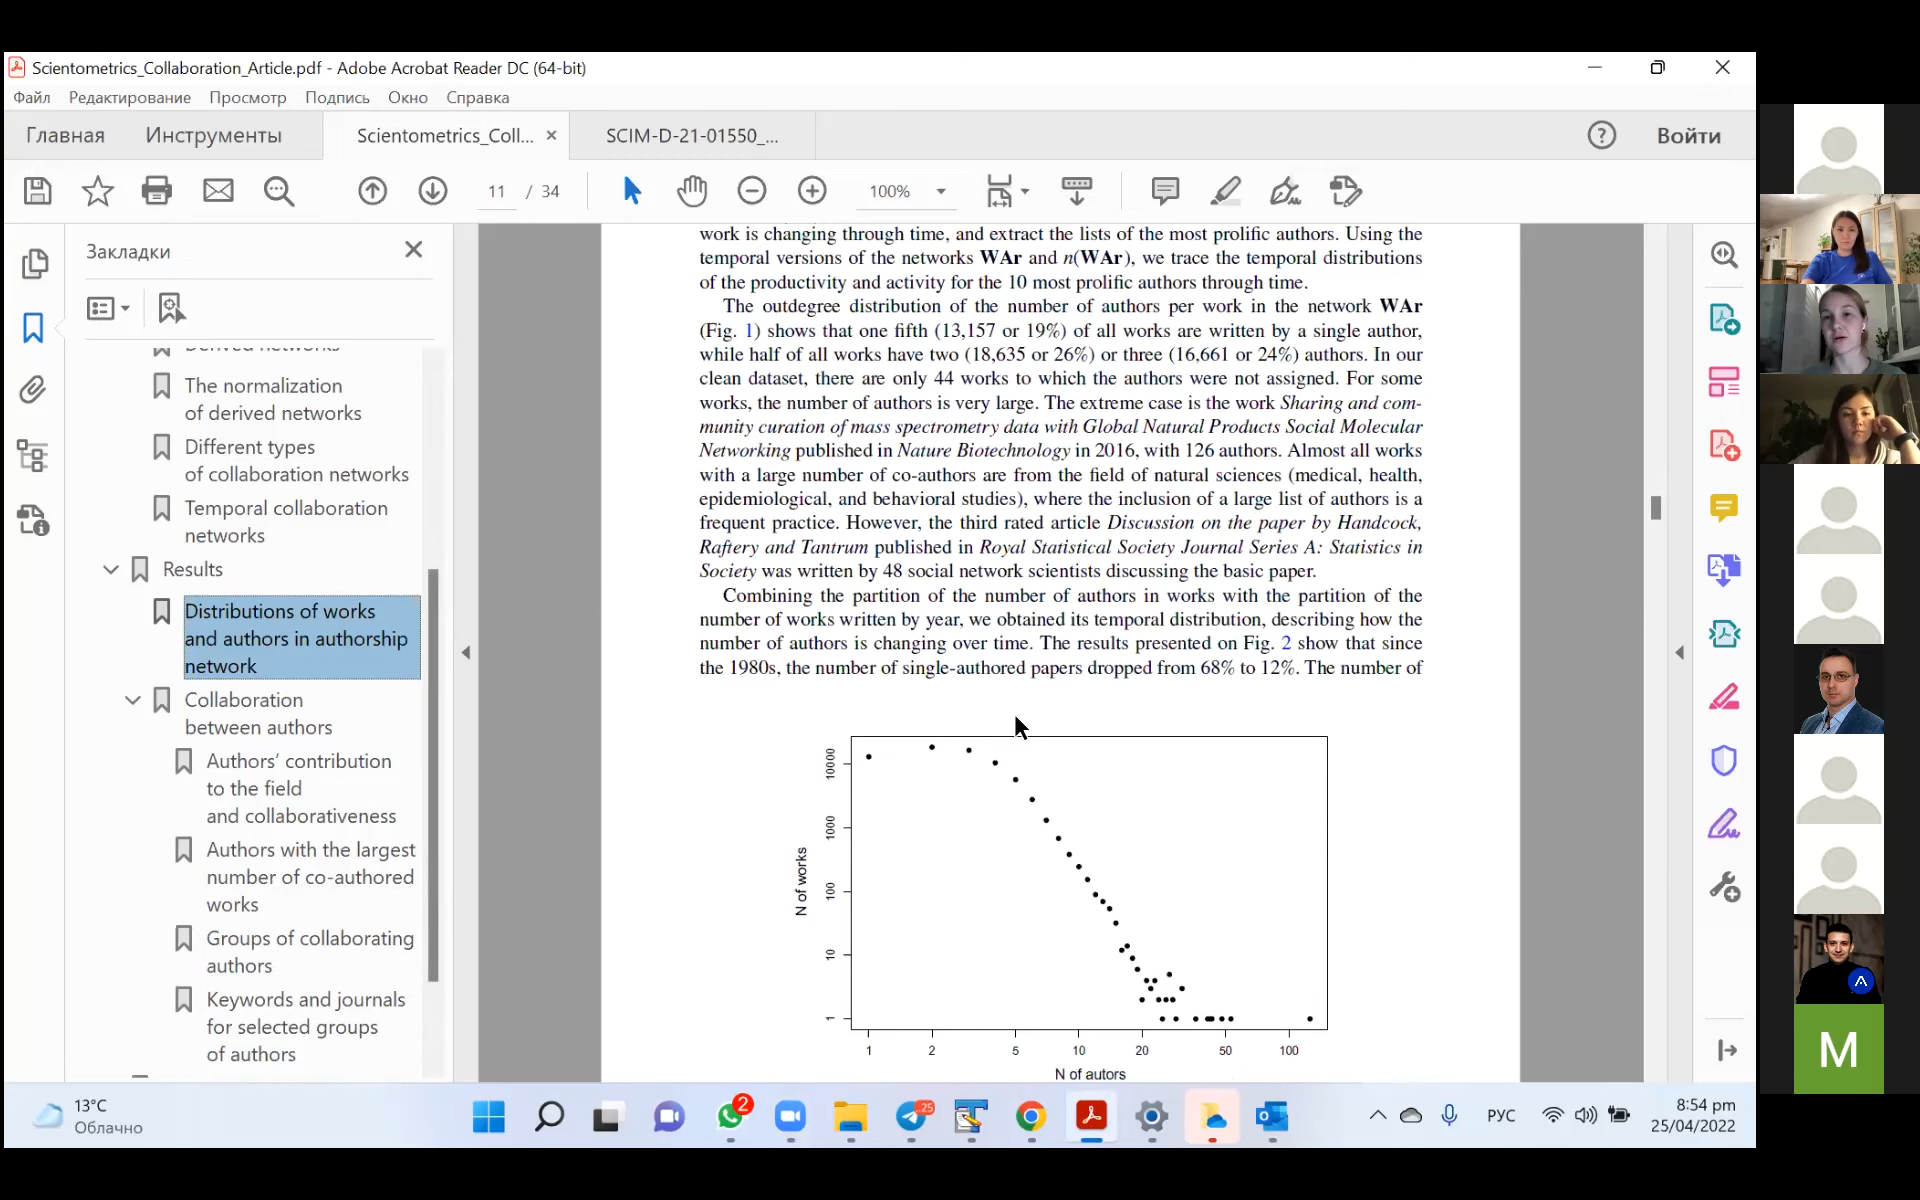 Scientometrics_Collaboration_Article.pdf - Adobe Acrobat Reader DC (64-bit)
Файл Редактирование Просмотр Подпись Окно Справка
Главная Инструменты Scientometrics_Coll... SCIM-D-21-01550_... Войти
11 / 34 100%
Закладки
Derived networks
The normalization
of derived networks
Different types
of collaboration networks
Temporal collaboration
networks
Results
Distributions of works
and authors in authorship
network
Collaboration
between authors
Authors' contribution
to the field
and collaborativeness
Authors with the largest
number of co-authored
works
Groups of collaborating
authors
Keywords and journals
for selected groups
of authors
work is changing through time, and extract the lists of the most prolific authors. Using the
temporal versions of the networks WAr and n(WAr), we trace the temporal distributions
of the productivity and activity for the 10 most prolific authors through time.
The outdegree distribution of the number of authors per work in the network WAr
(Fig. 1) shows that one fifth (13,157 or 19%) of all works are written by a single author,
while half of all works have two (18,635 or 26%) or three (16,661 or 24%) authors. In our
clean dataset, there are only 44 works to which the authors were not assigned. For some
works, the number of authors is very large. The extreme case is the work Sharing and com-
munity curation of mass spectrometry data with Global Natural Products Social Molecular
Networking published in Nature Biotechnology in 2016, with 126 authors. Almost all works
with a large number of co-authors are from the field of natural sciences (medical, health,
epidemiological, and behavioral studies), where the inclusion of a large list of authors is a
frequent practice. However, the third rated article Discussion on the paper by Handcock,
Raftery and Tantrum published in Royal Statistical Society Journal Series A: Statistics in
Society was written by 48 social network scientists discussing the basic paper.
Combining the partition of the number of authors in works with the partition of the
number of works written by year, we obtained its temporal distribution, describing how the
number of authors is changing over time. The results presented on Fig. 2 show that since
the 1980s, the number of single-authored papers dropped from 68% to 12%. The number of
N of works
10000
1000
100
10
1
1 2 5 10 20 50 100
N of autors
M
13°C
Облачно
2
25
РУС
8:54 pm
25/04/2022